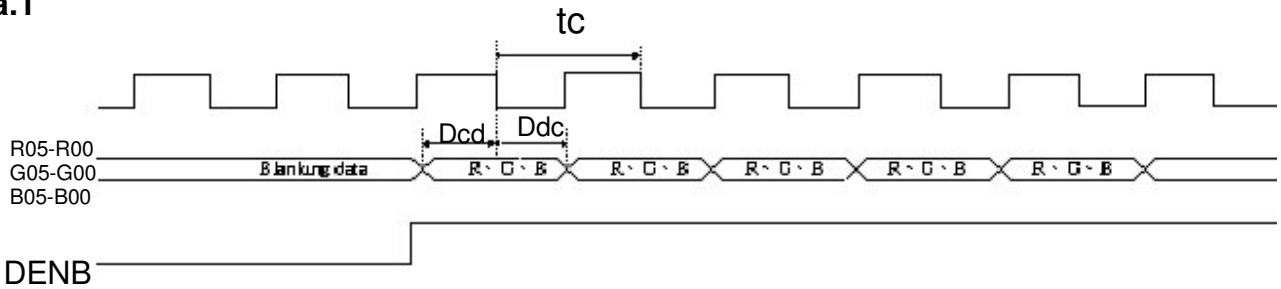 a.1
tc
Dcd Ddc
R05-R00
G05-G00 Blankung data R、G、B R、G、B R、G、B R、G、B R、G、B
B05-B00
DENB